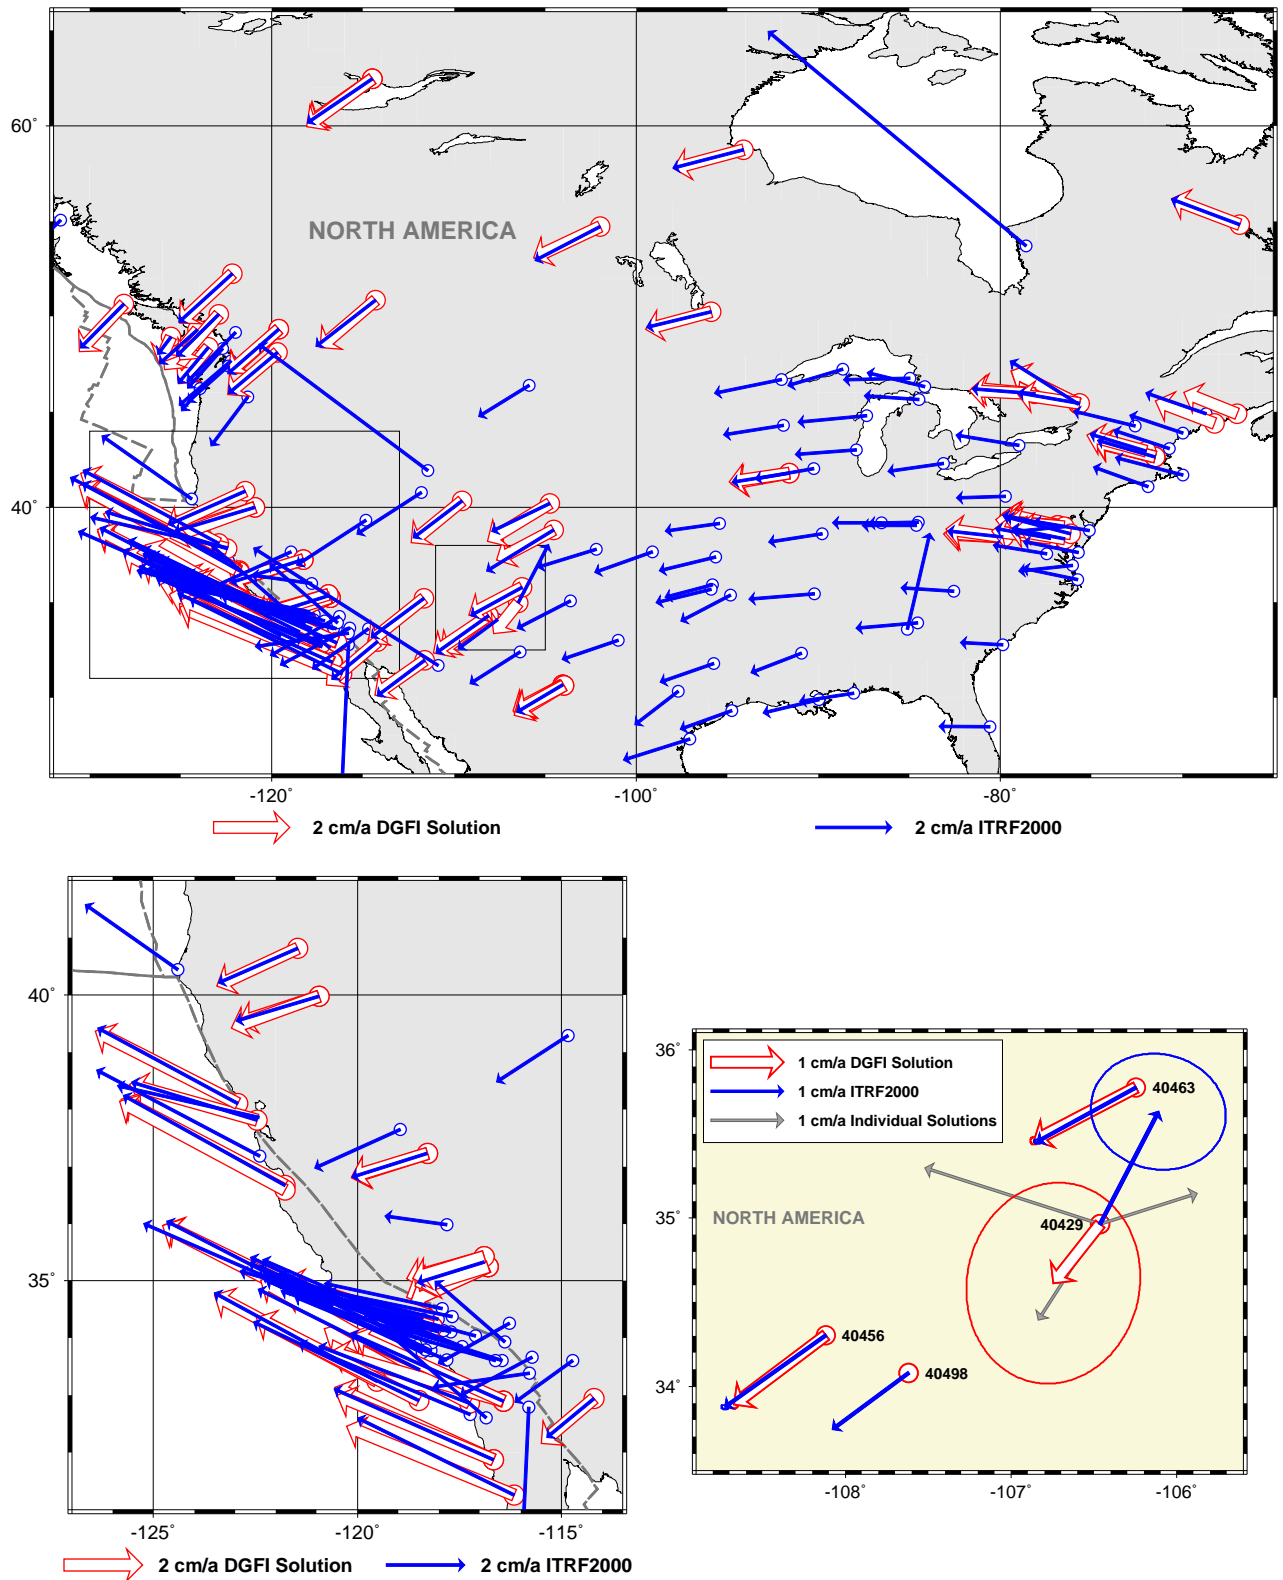 60˚
NORTH AMERICA
40˚
-120˚
-100˚
-80˚
2 cm/a DGFI Solution
2 cm/a ITRF2000
40˚
35˚
-125˚
-120˚
-115˚
2 cm/a DGFI Solution
2 cm/a ITRF2000
36˚
1 cm/a DGFI Solution
1 cm/a ITRF2000
1 cm/a Individual Solutions
40463
35˚
NORTH AMERICA
40429
40456
40498
34˚
-108˚
-107˚
-106˚